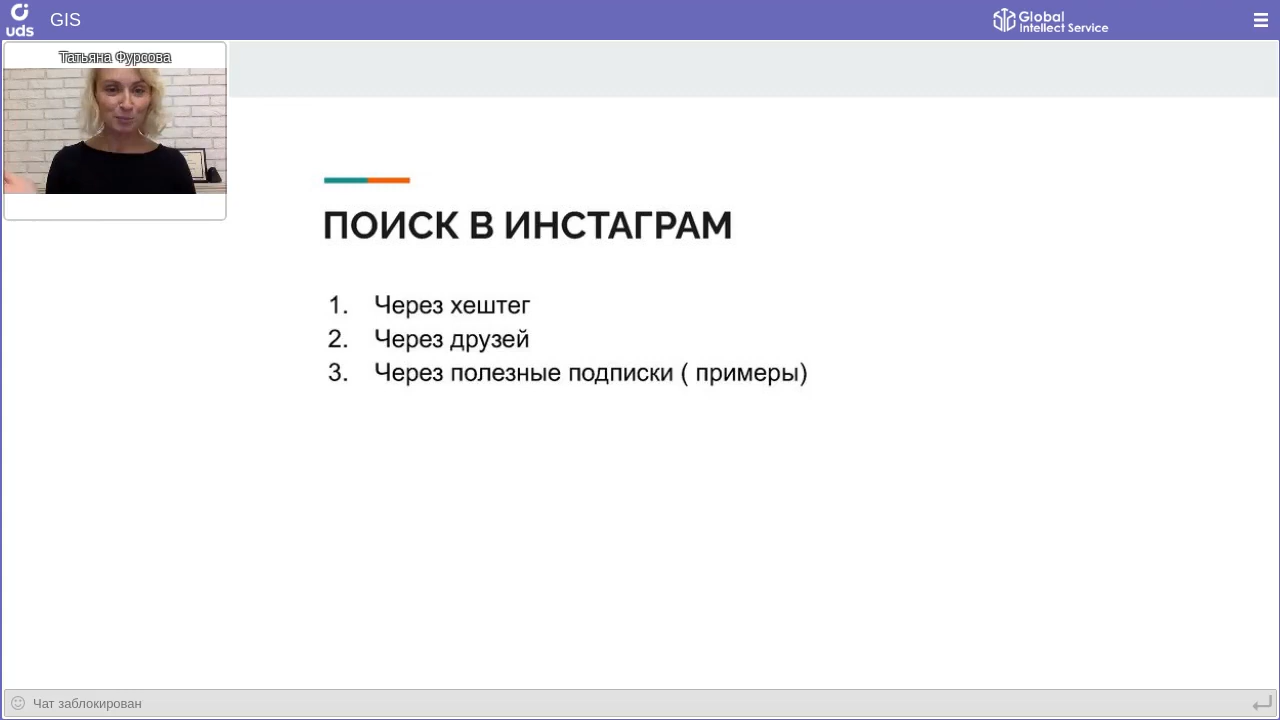 uds
GIS
Global
Intellect Service
Татьяна Фурсова
ПОИСК В ИНСТАГРАМ
1. Через хештег
2. Через друзей
3. Через полезные подписки ( примеры)
Чат заблокирован